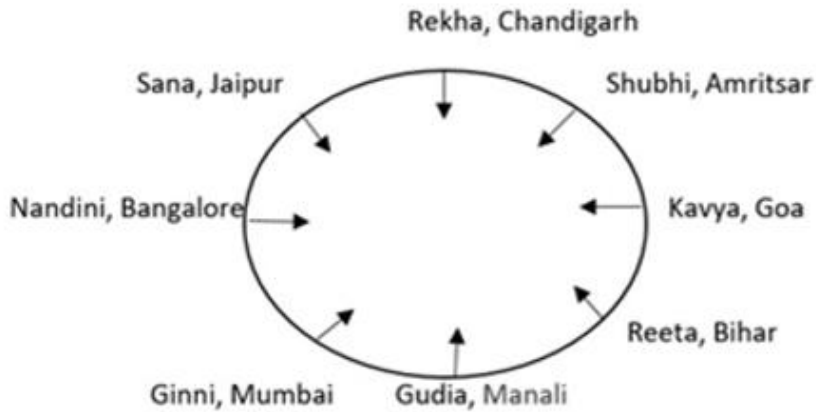 Rekha, Chandigarh
Sana, Jaipur
Shubhi, Amritsar
Nandini, Bangalore
Kavya, Goa
Reeta, Bihar
Ginni, Mumbai
Gudia, Manali